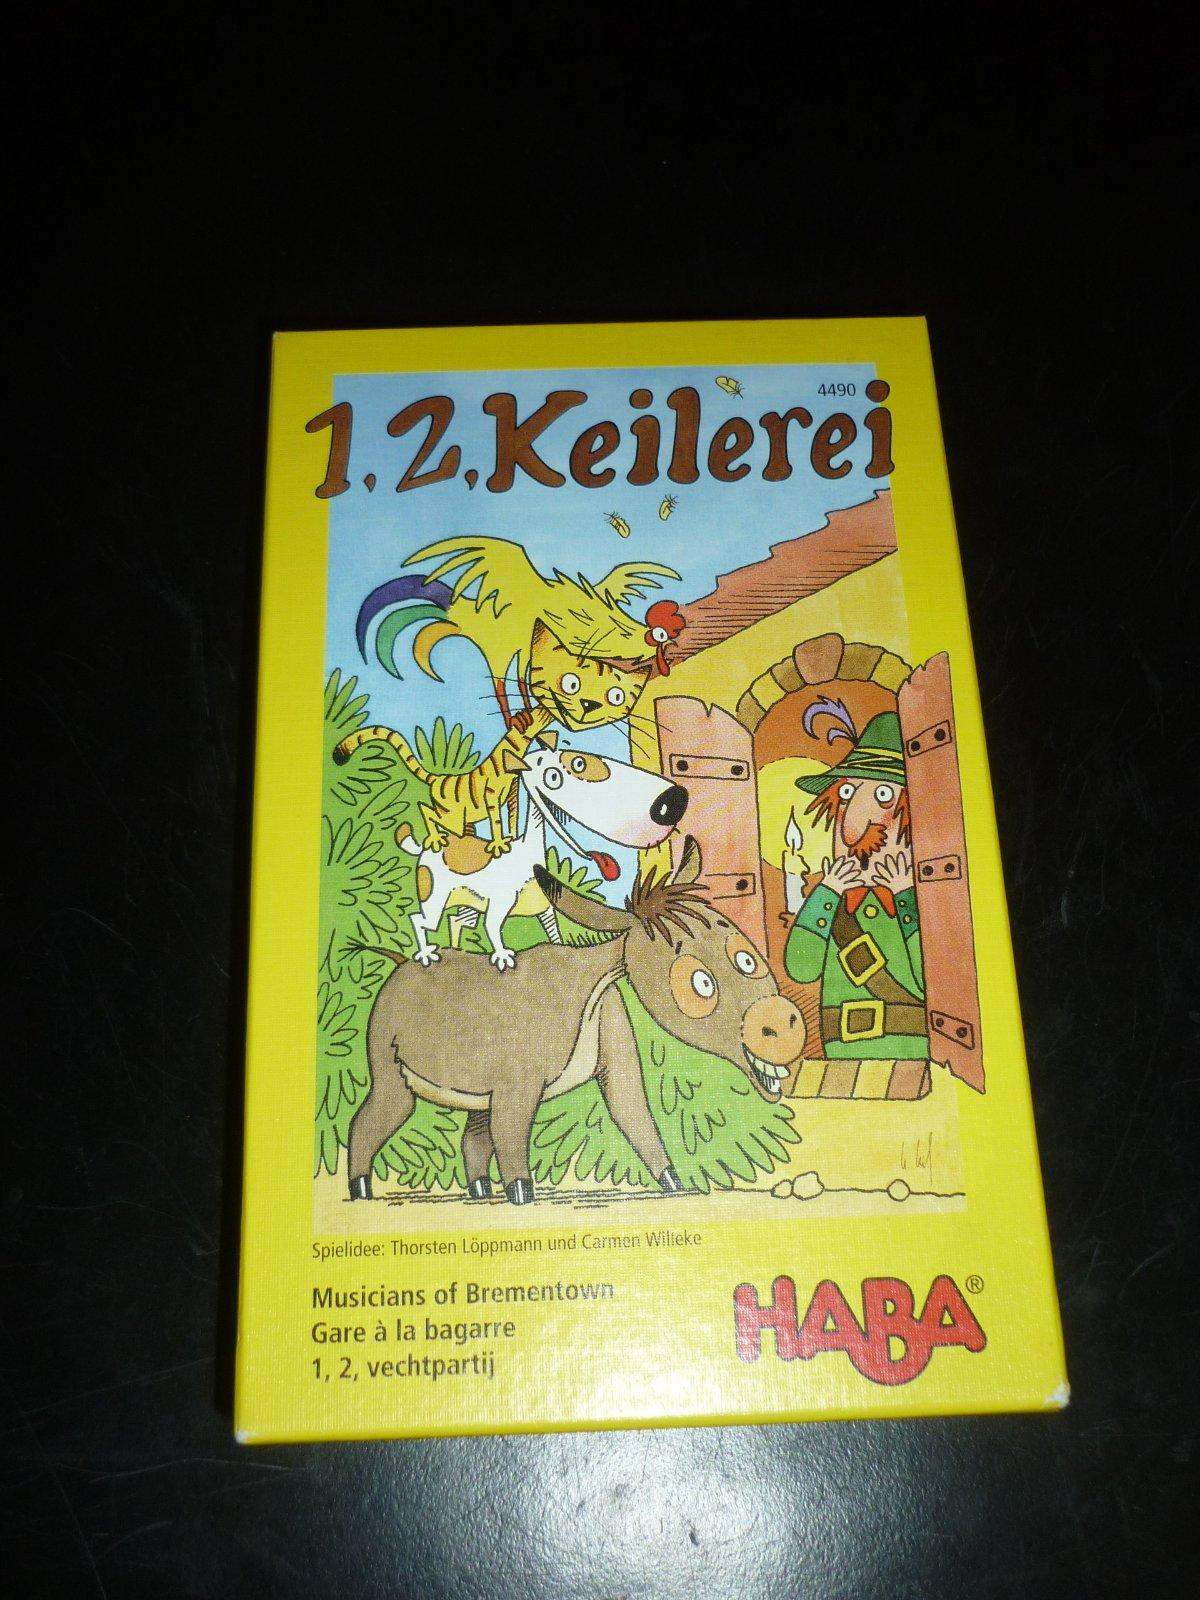 4490
1, 2, Keilerei
Spielidee: Thorsten Löppmann und Carmen Willeke
Musicians of Brementown
Gare à la bagarre
1, 2, vechtpartij
HABA®